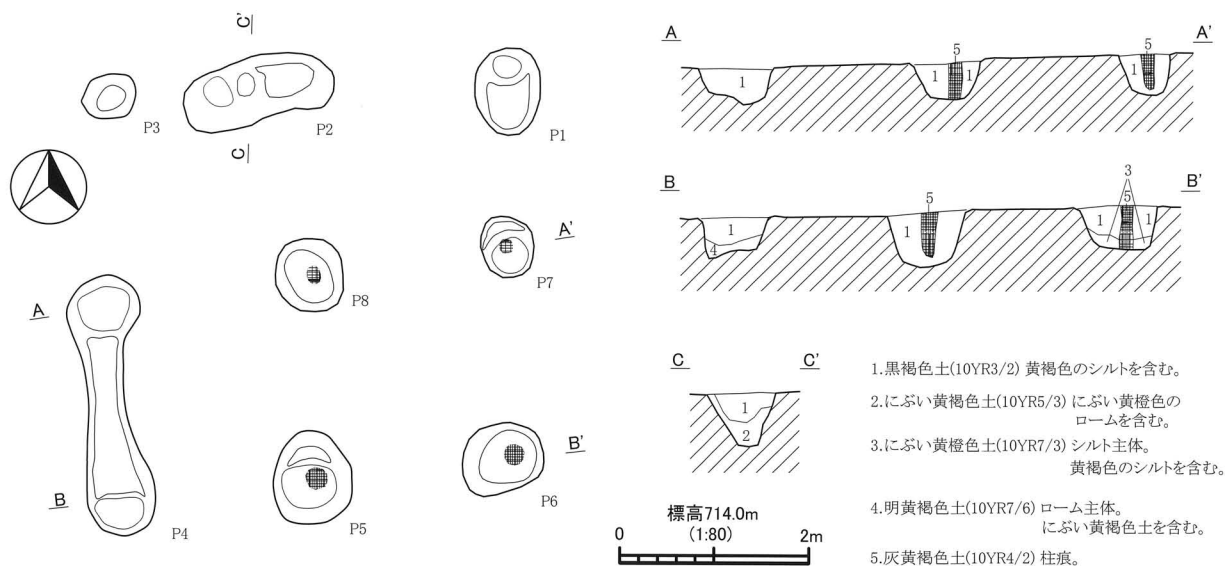 C'
P3
P2
P1
C
A'
P7
P8
A
B'
P6
B
P5
P4
A
A'
5
5
1
1
1
1
B
B'
3
5
5
1
1
1
1
4
C
C'
1
2
標高714.0m
(1:80)
0
2m
1.黒褐色土(10YR3/2) 黄褐色のシルトを含む。
2.にぶい黄褐色土(10YR5/3) にぶい黄橙色の
ロームを含む。
3.にぶい黄橙色土(10YR7/3) シルト主体。
黄褐色のシルトを含む。
4.明黄褐色土(10YR7/6) ローム主体。
にぶい黄褐色土を含む。
5.灰黄褐色土(10YR4/2) 柱痕。